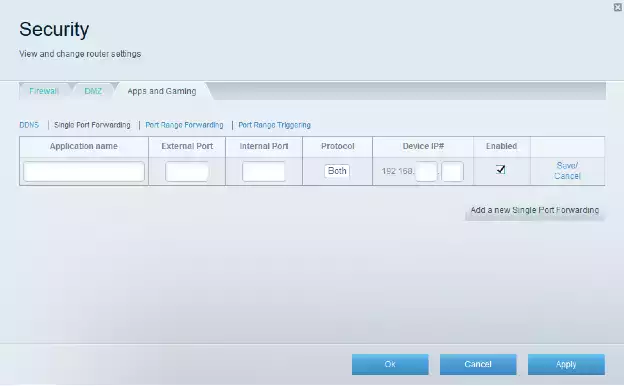 Security
View and change router settings
Firewall DMZ Apps and Gaming
DDNS | Single Port Forwarding | Port Range Forwarding | Port Range Triggering
Application name External Port Internal Port Protocol Device IP# Enabled
Both 192.168. . Save/
Cancel
Add a new Single Port Forwarding
Ok Cancel Apply